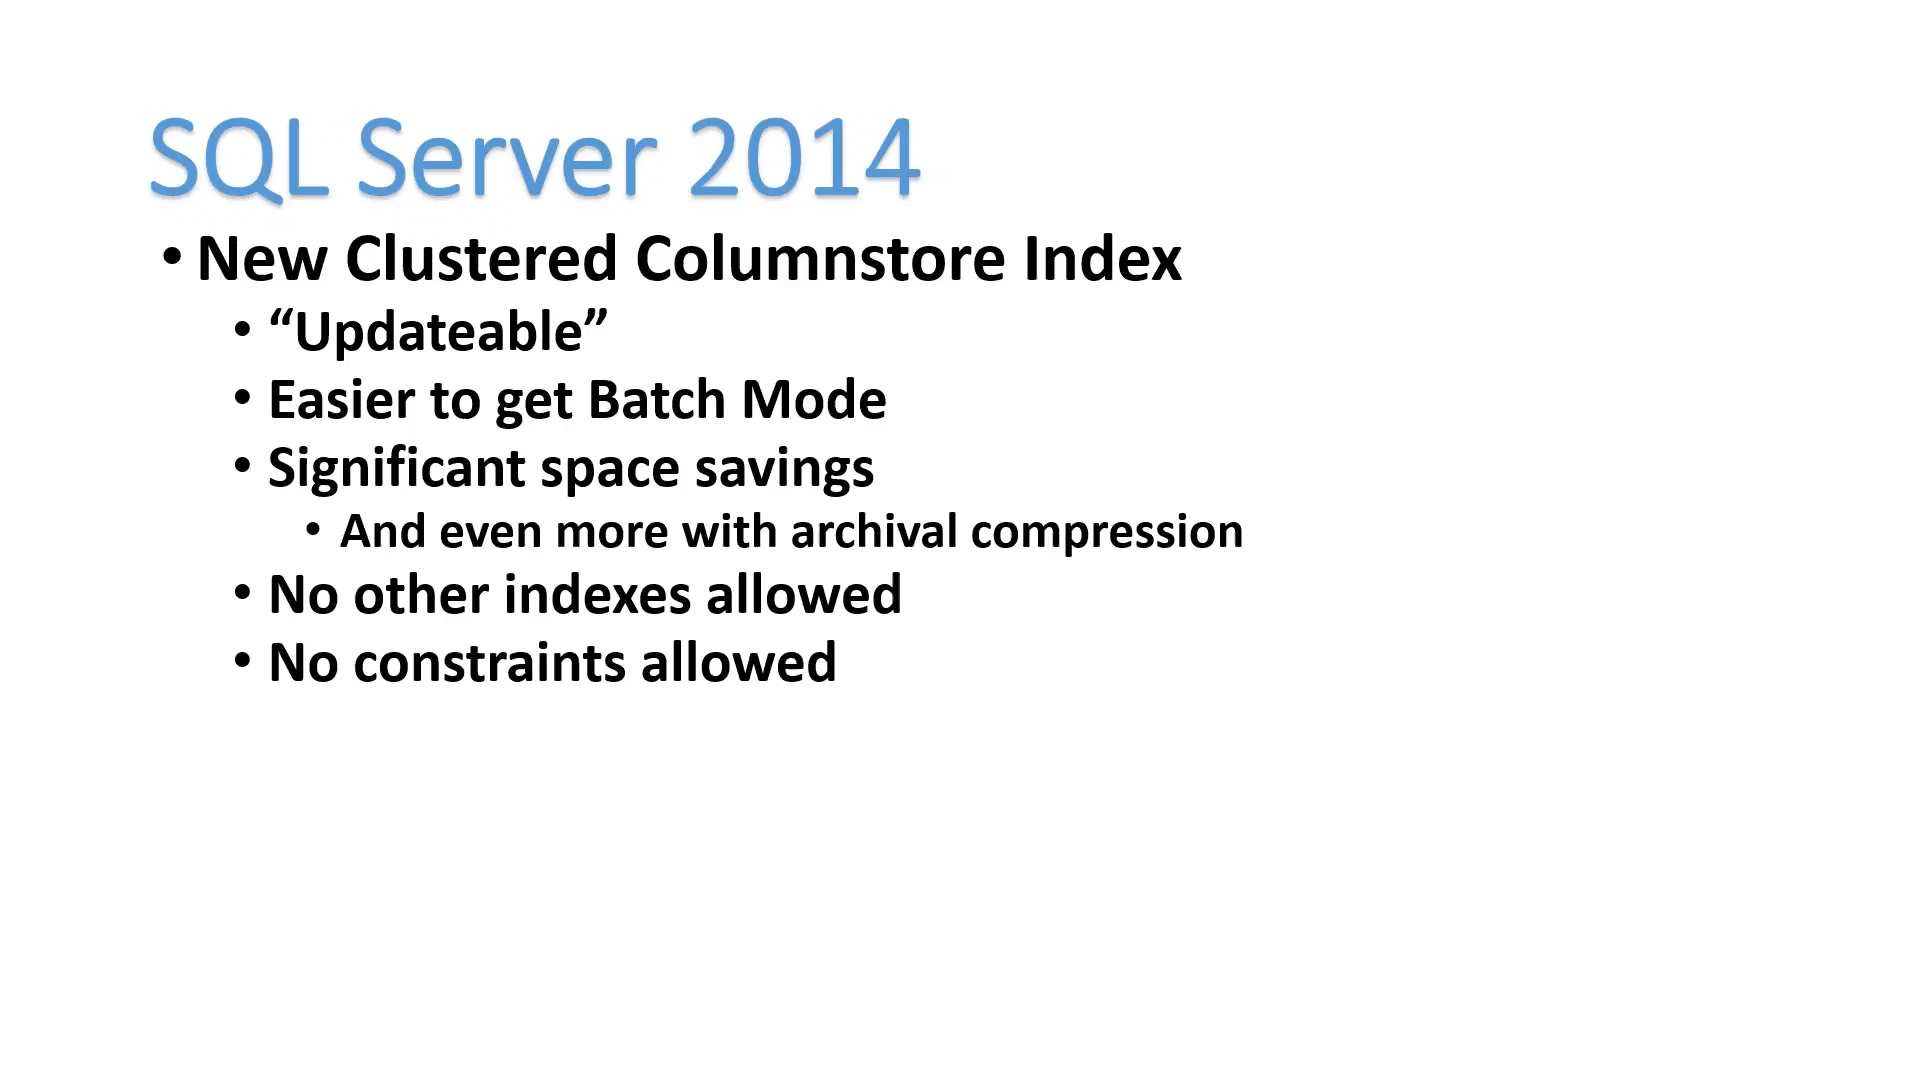 SQL Server 2014
• New Clustered Columnstore Index
• “Updateable”
• Easier to get Batch Mode
• Significant space savings
• And even more with archival compression
• No other indexes allowed
• No constraints allowed